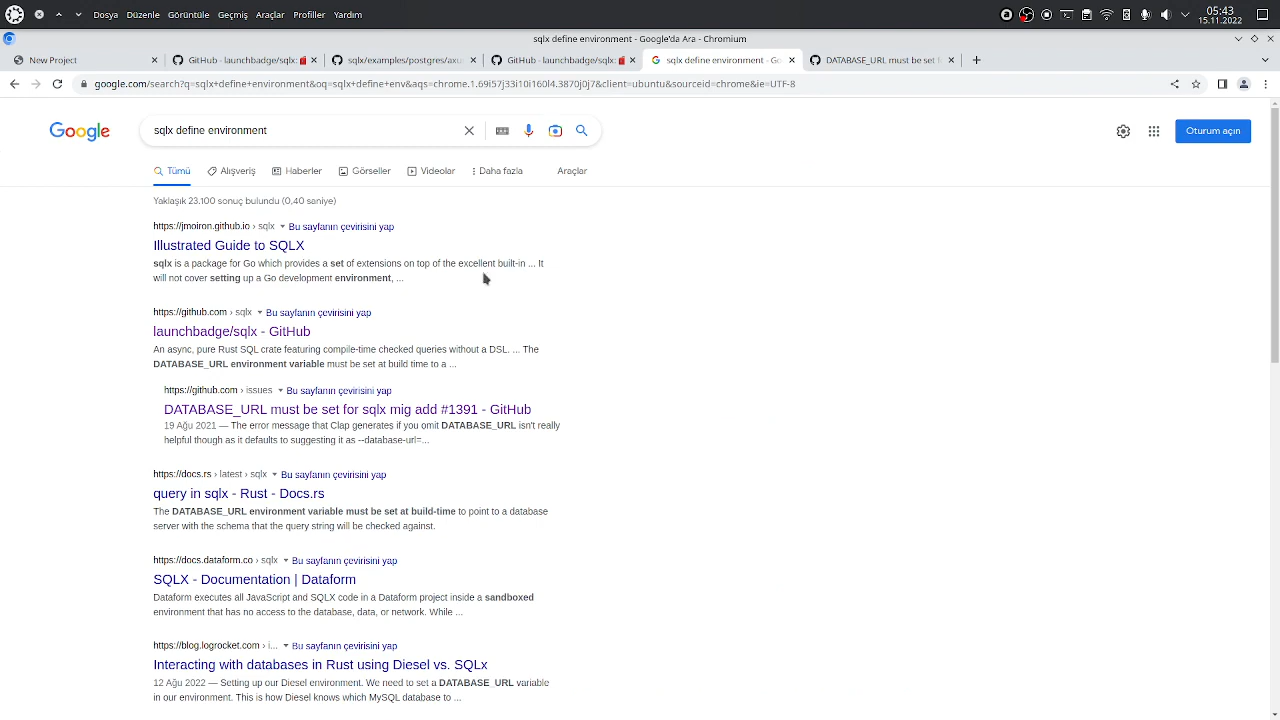 Dosya Düzenle Görüntüle Geçmiş Araçlar Profiller Yardım
05:43
15.11.2022
sqlx define environment - Google'da Ara - Chromium
New Project
GitHub - launchbadge/sqlx:
sqlx/examples/postgres/axu
GitHub - launchbadge/sqlx:
sqlx define environment - Go
DATABASE_URL must be set f
google.com/search?q=sqlx+define+environment&oq=sqlx+define+env&aqs=chrome.1.69i57j33i10i160l4.3870j0j7&client=ubuntu&sourceid=chrome&ie=UTF-8
Google
sqlx define environment
Oturum açın
Tümü
Alışveriş
Haberler
Görseller
Videolar
Daha fazla
Araçlar
Yaklaşık 23.100 sonuç bulundu (0,40 saniye)
https://jmoiron.github.io › sqlx Bu sayfanın çevirisini yap
Illustrated Guide to SQLX
sqlx is a package for Go which provides a set of extensions on top of the excellent built-in ... It
will not cover setting up a Go development environment, ...
https://github.com › sqlx Bu sayfanın çevirisini yap
launchbadge/sqlx - GitHub
An async, pure Rust SQL crate featuring compile-time checked queries without a DSL. ... The
DATABASE_URL environment variable must be set at build time to a ...
https://github.com › issues Bu sayfanın çevirisini yap
DATABASE_URL must be set for sqlx mig add #1391 - GitHub
19 Ağu 2021 — The error message that Clap generates if you omit DATABASE_URL isn't really
helpful though as it defaults to suggesting it as --database-url=...
https://docs.rs › latest › sqlx Bu sayfanın çevirisini yap
query in sqlx - Rust - Docs.rs
The DATABASE_URL environment variable must be set at build-time to point to a database
server with the schema that the query string will be checked against.
https://docs.dataform.co › sqlx Bu sayfanın çevirisini yap
SQLX - Documentation | Dataform
Dataform executes all JavaScript and SQLX code in a Dataform project inside a sandboxed
environment that has no access to the database, data, or network. While ...
https://blog.logrocket.com › i... Bu sayfanın çevirisini yap
Interacting with databases in Rust using Diesel vs. SQLx
12 Ağu 2022 — Setting up our Diesel environment. We need to set a DATABASE_URL variable
in our environment. This is how Diesel knows which MySQL database to ...